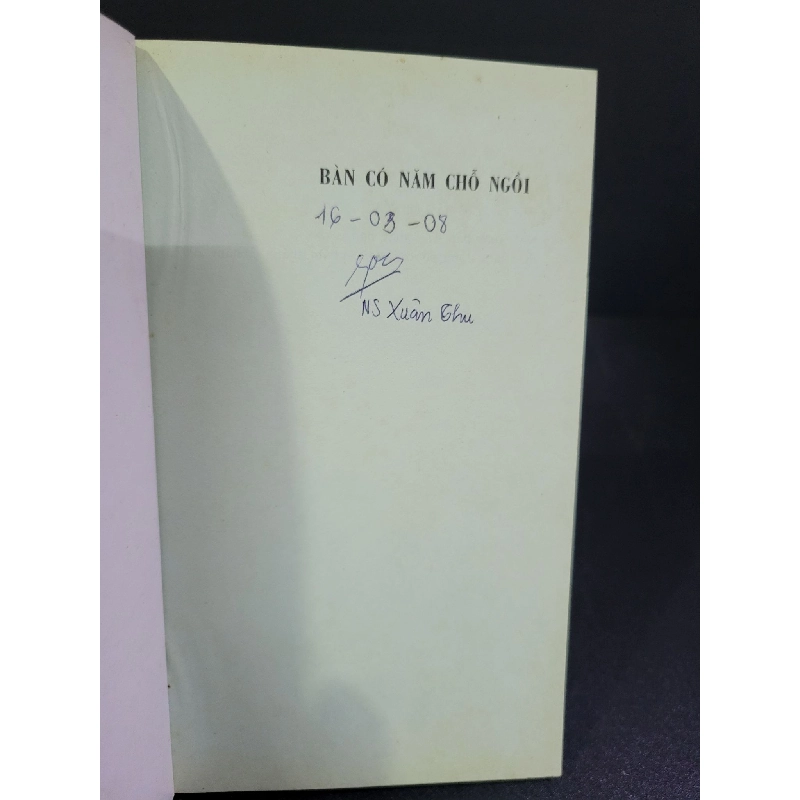 BÀN CÓ NĂM CHỖ NGỒI
16 - 03 - 08
NS Xuân Thu